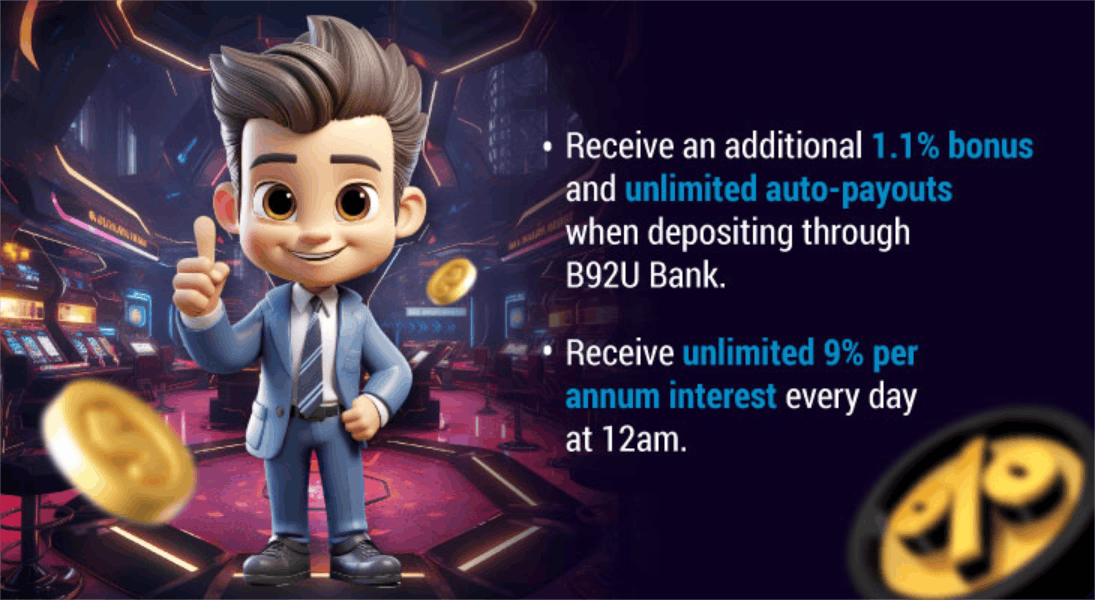 • Receive an additional 1.1% bonus
and unlimited auto-payouts
when depositing through
B92U Bank.
• Receive unlimited 9% per
annum interest every day
at 12am.